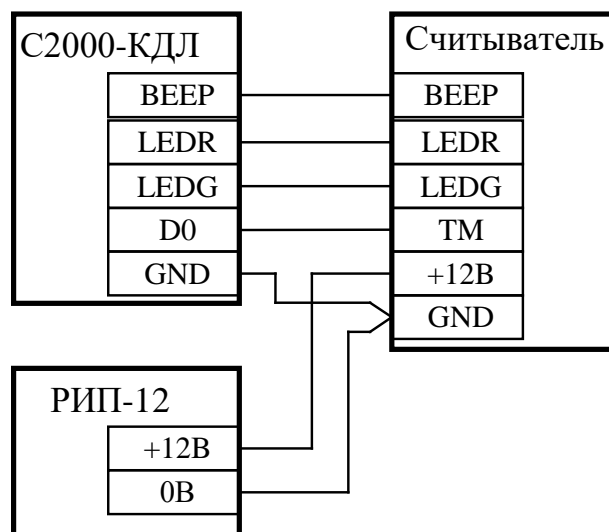 С2000-КДЛ
BEEP
LEDR
LEDG
D0
GND
Считыватель
BEEP
LEDR
LEDG
TM
+12В
GND
РИП-12
+12В
0В